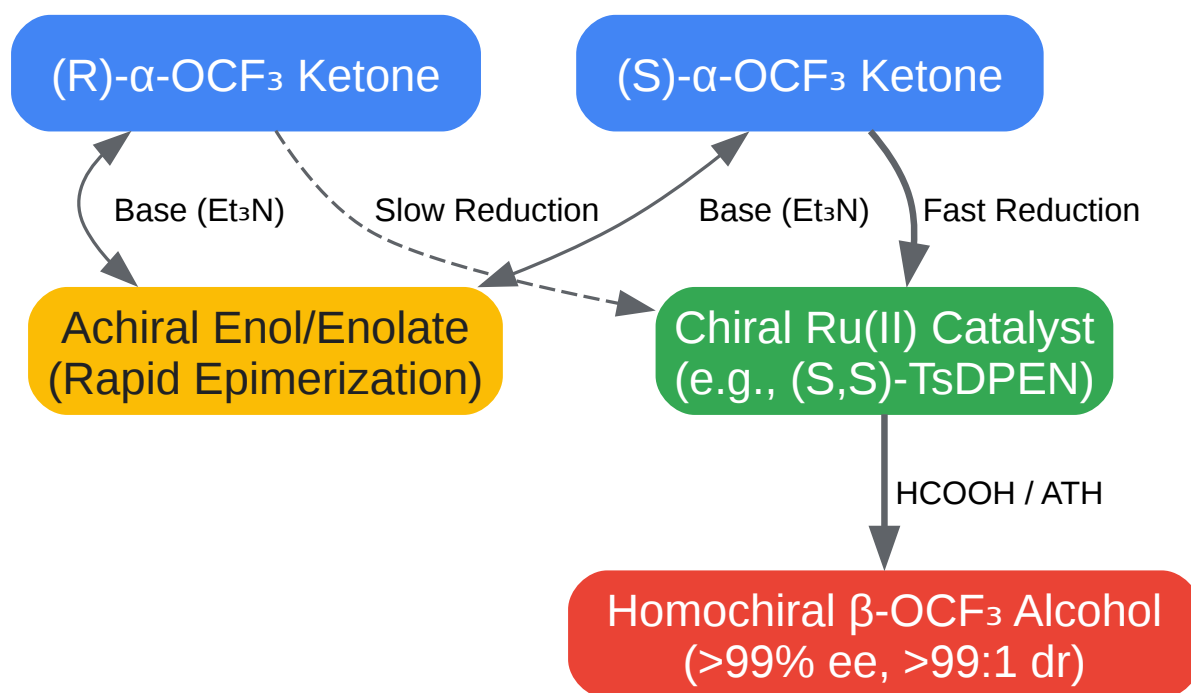 (R)-α-OCF₃ Ketone
(S)-α-OCF₃ Ketone
Base (Et₃N)
Slow Reduction
Base (Et₃N)
Fast Reduction
Achiral Enol/Enolate
(Rapid Epimerization)
Chiral Ru(II) Catalyst
(e.g., (S,S)-TsDPEN)
HCOOH / ATH
Homochiral β-OCF₃ Alcohol
(>99% ee, >99:1 dr)